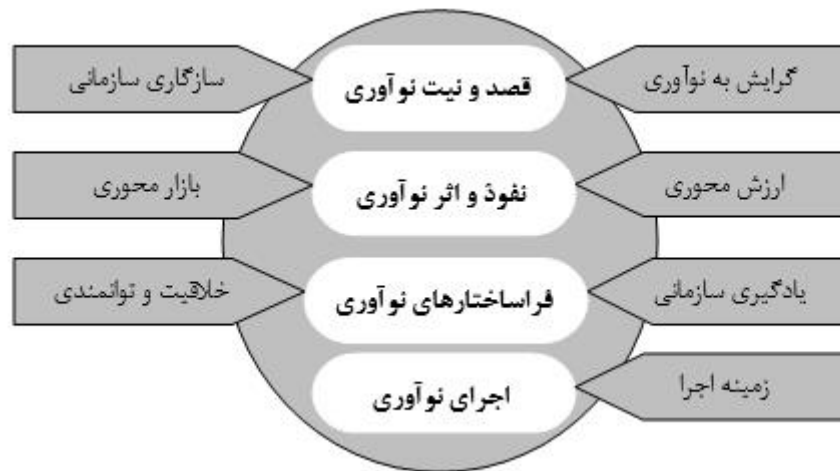 گرایش به نوآوری
قصد و نیت نوآوری
سازگاری سازمانی
ارزش محوری
نفوذ و اثر نوآوری
بازار محوری
یادگیری سازمانی
فراساختارهای نوآوری
خلاقیت و توانمندی
زمینه اجرا
اجرای نوآوری